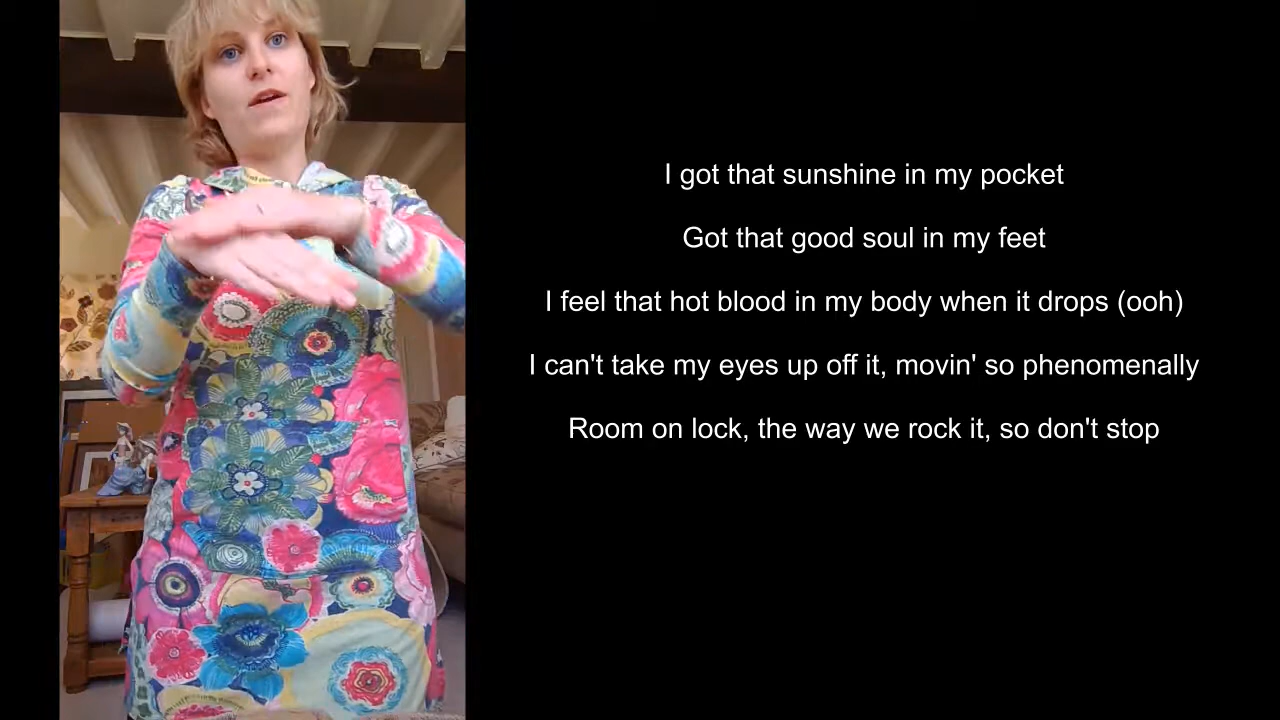 I got that sunshine in my pocket
Got that good soul in my feet
I feel that hot blood in my body when it drops (ooh)
I can't take my eyes up off it, movin' so phenomenally
Room on lock, the way we rock it, so don't stop